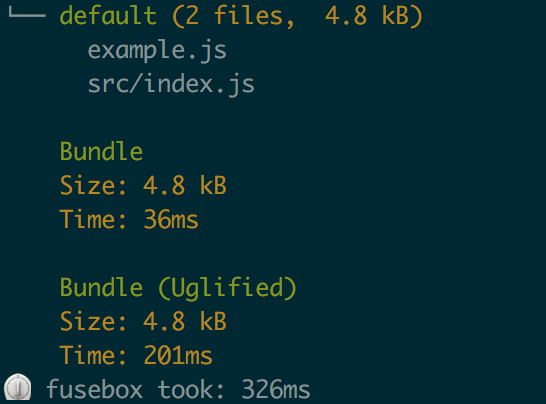 └── default (2 files,  4.8 kB)
example.js
src/index.js
Bundle
Size: 4.8 kB
Time: 36ms
Bundle (Uglified)
Size: 4.8 kB
Time: 201ms
fusebox took: 326ms